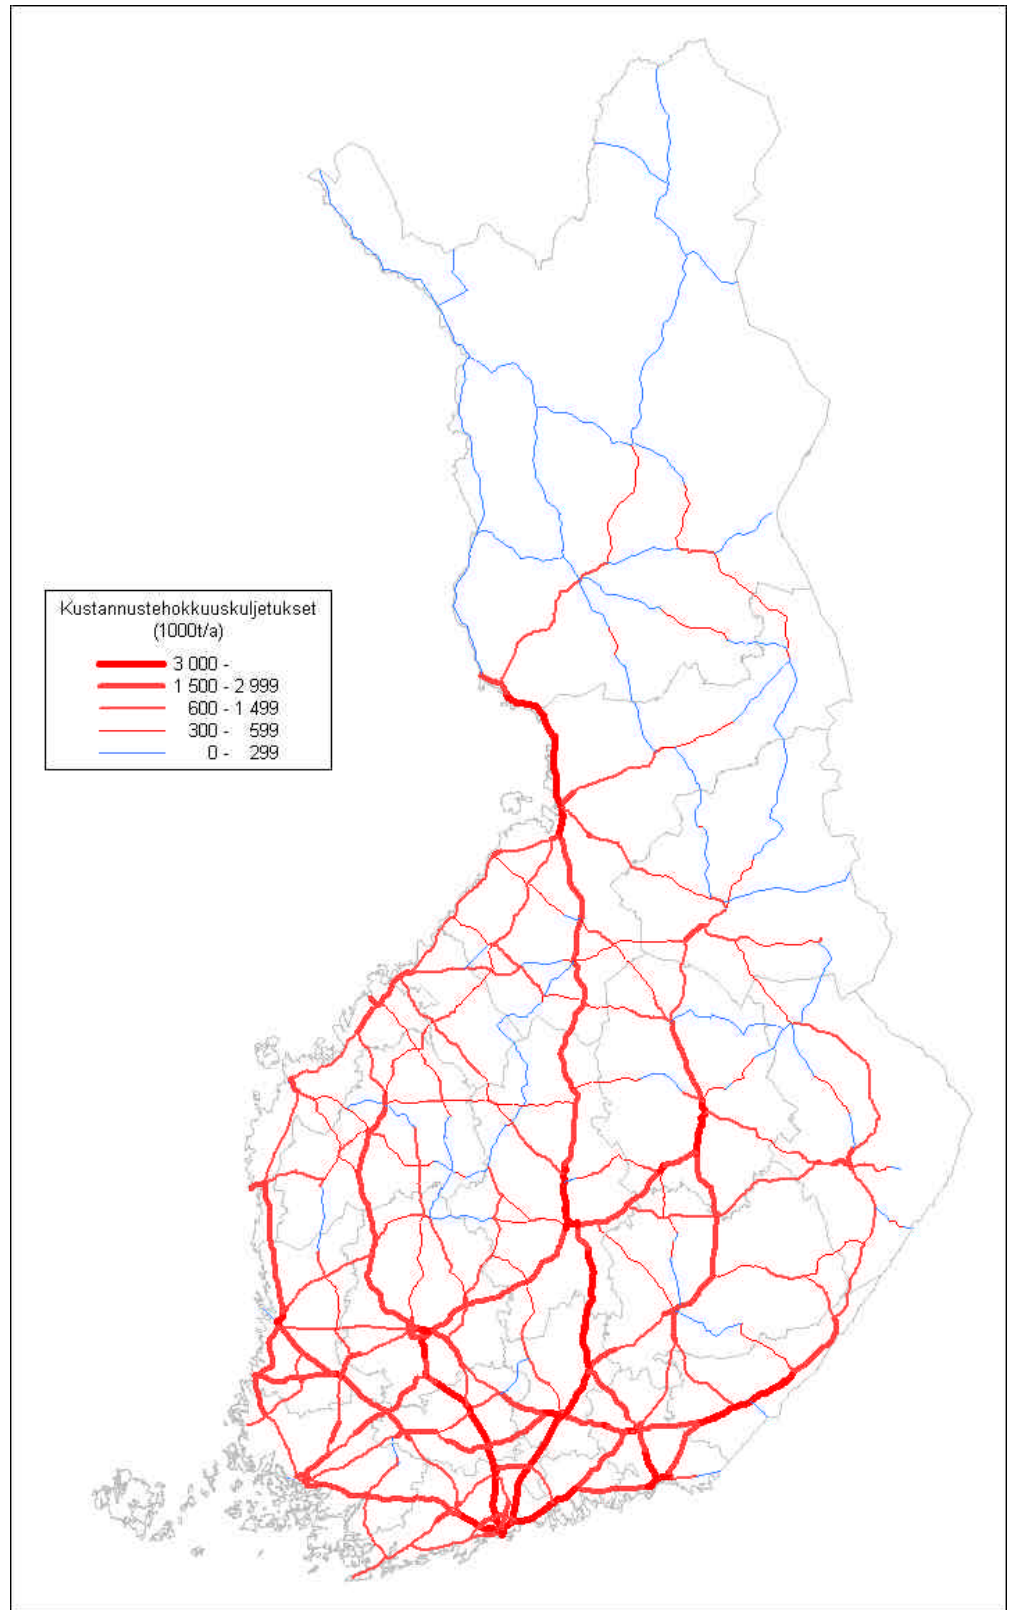 Kustannustehokkuuskuljetukset
(1000t/a)
3 000 -
1 500 - 2 999
600 - 1 499
300 - 599
0 - 299